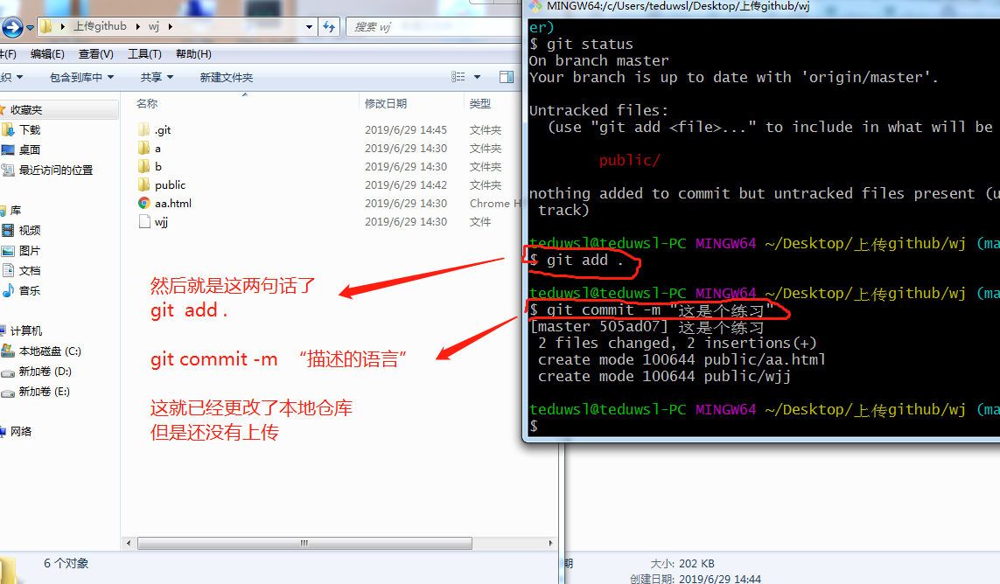 上传github
wj
搜索 wj
件(F) 编辑(E) 查看(V) 工具(T) 帮助(H)
织 包含到库中 共享 新建文件夹
收藏夹
下载
桌面
最近访问的位置
库
视频
图片
文档
音乐
计算机
本地磁盘 (C:)
新加卷 (D:)
新加卷 (E:)
网络
名称 修改日期 类型
.git 2019/6/29 14:45 文件夹
a 2019/6/29 14:30 文件夹
b 2019/6/29 14:30 文件夹
public 2019/6/29 14:42 文件夹
aa.html 2019/6/29 14:30 Chrome H
wjj 2019/6/29 14:30 文件
然后就是这两句话了
git add .
git commit -m “描述的语言”
这就已经更改了本地仓库
但是还没有上传
6 个对象
MINGW64:/c/Users/teduwsl/Desktop/上传github/wj
er)
$ git status
On branch master
Your branch is up to date with 'origin/master'.
Untracked files:
(use "git add <file>..." to include in what will be
public/
nothing added to commit but untracked files present (u
track)
teduwsl@teduwsl-PC MINGW64 ~/Desktop/上传github/wj (ma
$ git add .
teduwsl@teduwsl-PC MINGW64 ~/Desktop/上传github/wj (ma
$ git commit -m "这是个练习"
[master 505ad07] 这是个练习
2 files changed, 2 insertions(+)
create mode 100644 public/aa.html
create mode 100644 public/wjj
teduwsl@teduwsl-PC MINGW64 ~/Desktop/上传github/wj (ma
$
期 大小: 202 KB
创建日期: 2019/6/29 14:44